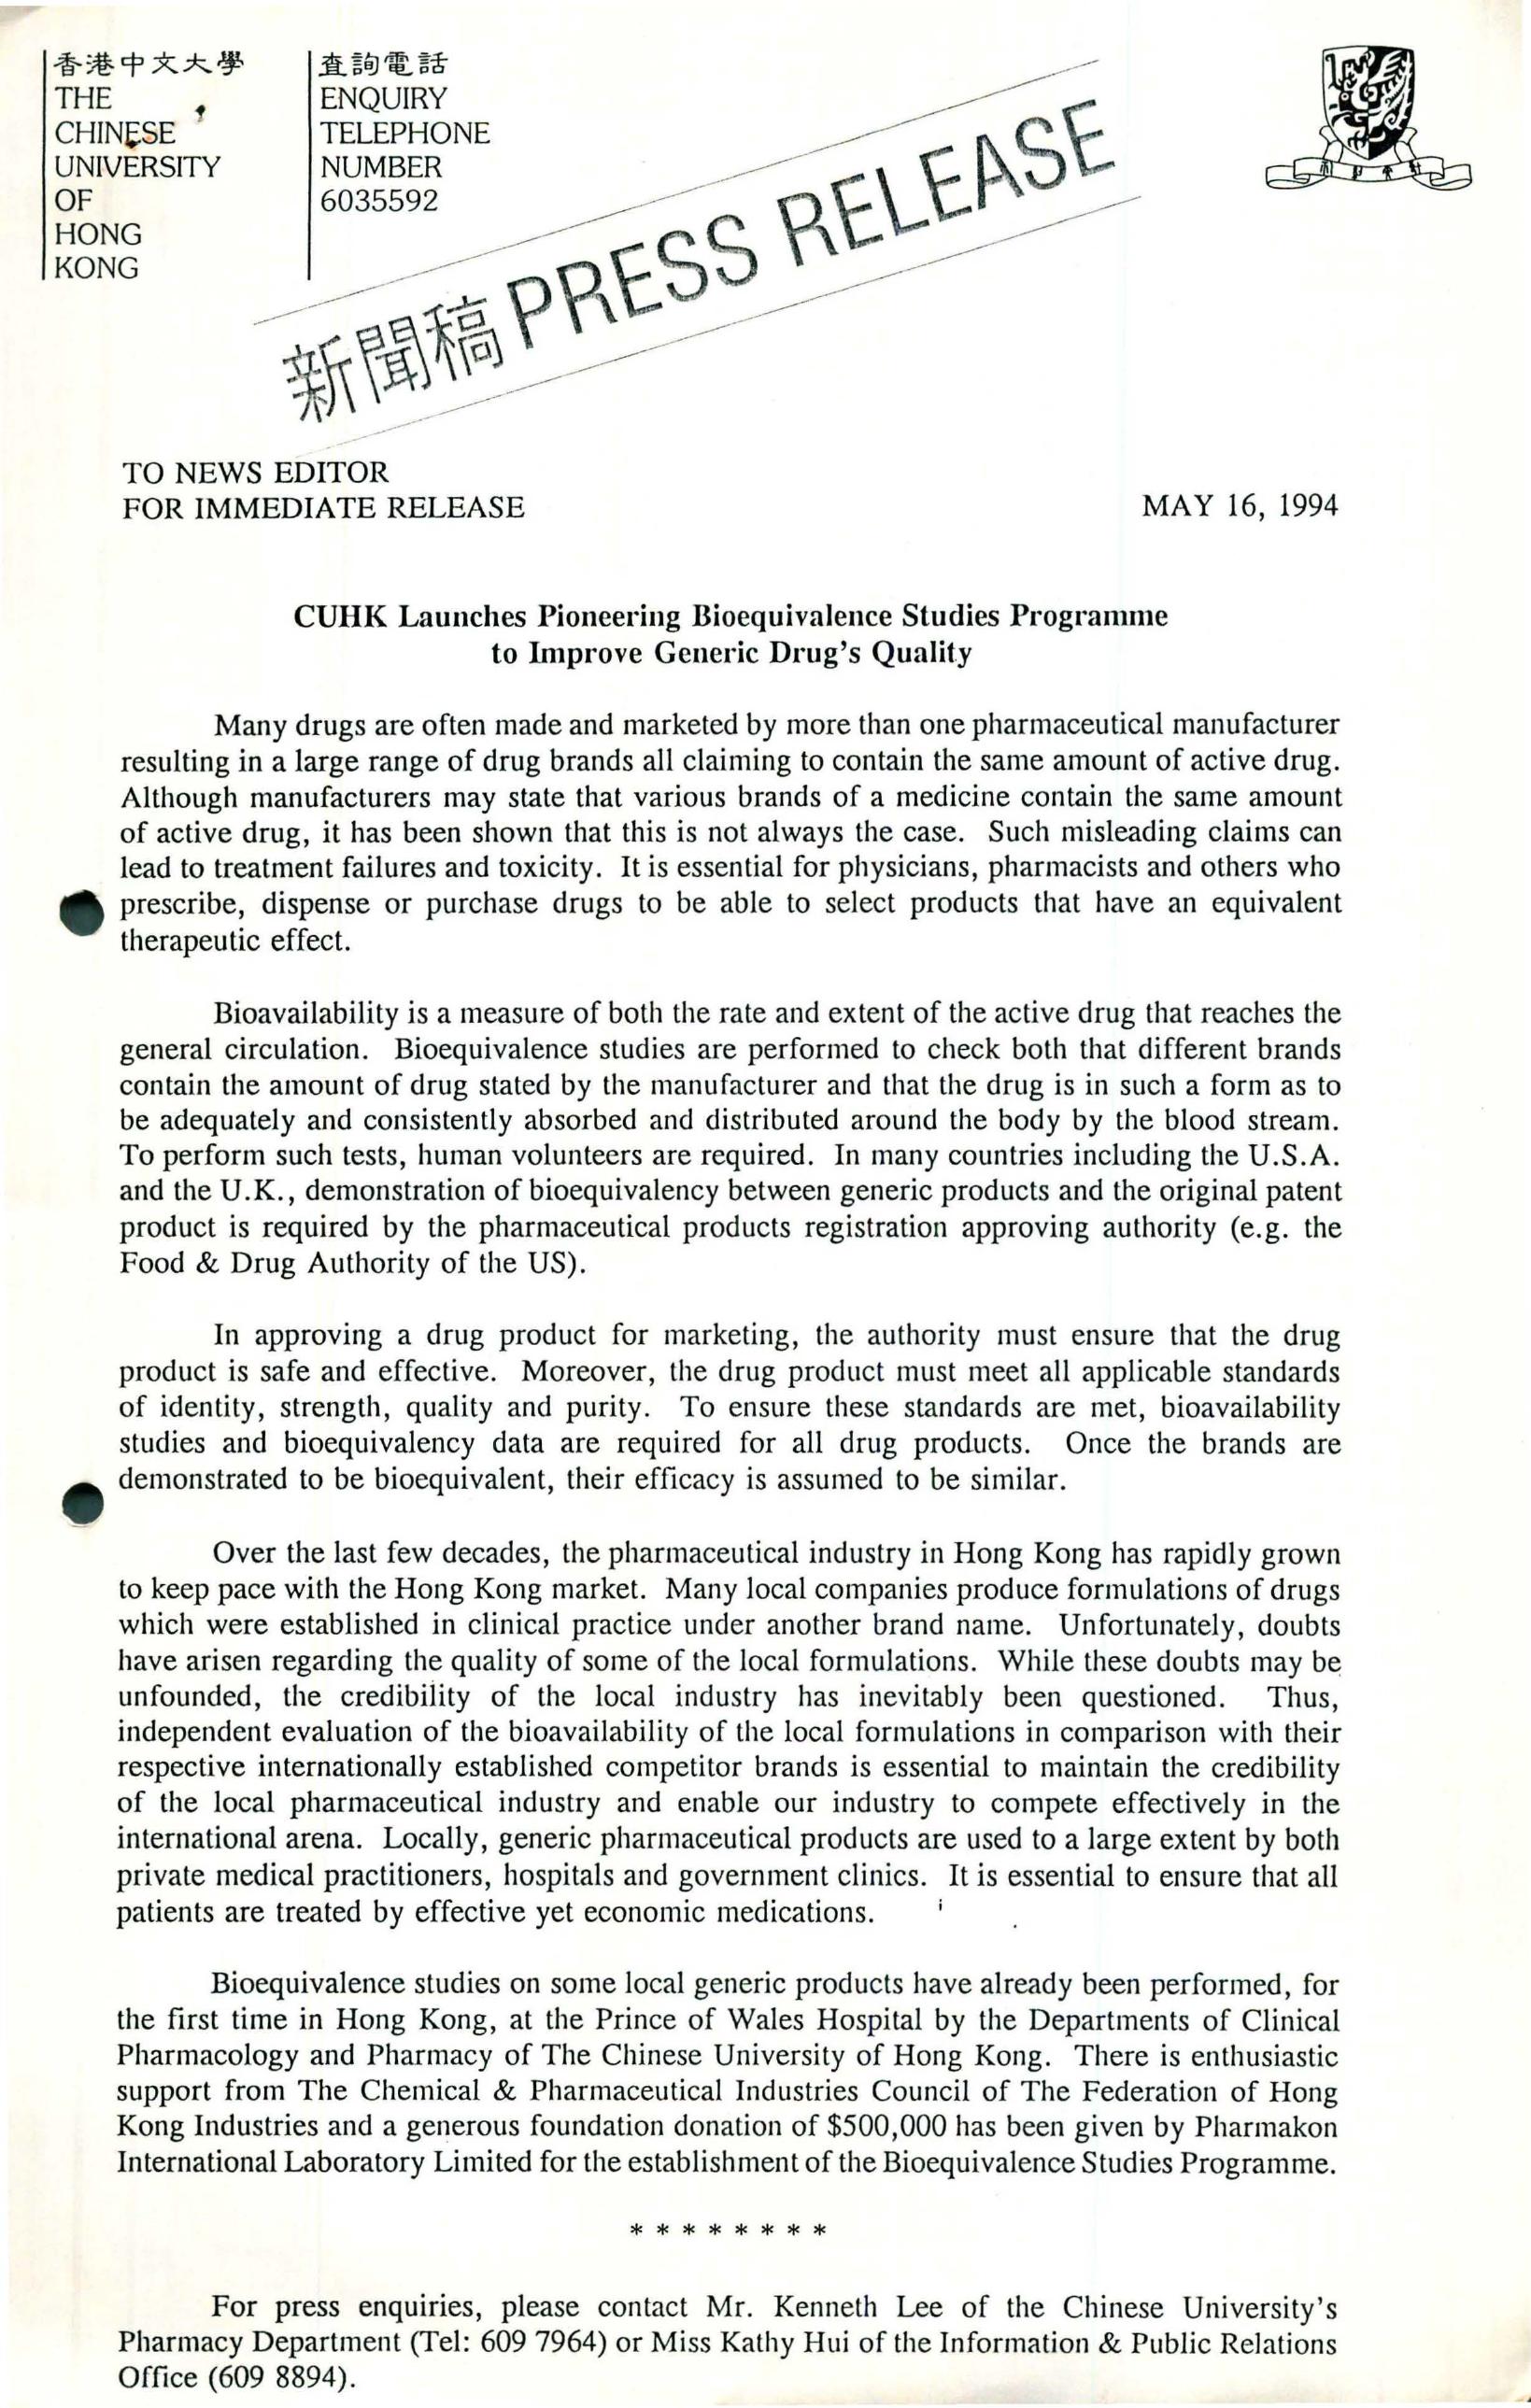 香港中文大學
THE
CHINESE
UNIVERSITY
OF
HONG
KONG
查詢電話
ENQUIRY
TELEPHONE
NUMBER
6035592
新聞稿 PRESS RELEASE
TO NEWS EDITOR
FOR IMMEDIATE RELEASE
MAY 16, 1994
CUHK Launches Pioneering Bioequivalence Studies Programme
to Improve Generic Drug's Quality
Many drugs are often made and marketed by more than one pharmaceutical manufacturer
resulting in a large range of drug brands all claiming to contain the same amount of active drug.
Although manufacturers may state that various brands of a medicine contain the same amount
of active drug, it has been shown that this is not always the case. Such misleading claims can
lead to treatment failures and toxicity. It is essential for physicians, pharmacists and others who
prescribe, dispense or purchase drugs to be able to select products that have an equivalent
therapeutic effect.
Bioavailability is a measure of both the rate and extent of the active drug that reaches the
general circulation. Bioequivalence studies are performed to check both that different brands
contain the amount of drug stated by the manufacturer and that the drug is in such a form as to
be adequately and consistently absorbed and distributed around the body by the blood stream.
To perform such tests, human volunteers are required. In many countries including the U.S.A.
and the U.K., demonstration of bioequivalency between generic products and the original patent
product is required by the pharmaceutical products registration approving authority (e.g. the
Food & Drug Authority of the US).
In approving a drug product for marketing, the authority must ensure that the drug
product is safe and effective. Moreover, the drug product must meet all applicable standards
of identity, strength, quality and purity. To ensure these standards are met, bioavailability
studies and bioequivalency data are required for all drug products. Once the brands are
demonstrated to be bioequivalent, their efficacy is assumed to be similar.
Over the last few decades, the pharmaceutical industry in Hong Kong has rapidly grown
to keep pace with the Hong Kong market. Many local companies produce formulations of drugs
which were established in clinical practice under another brand name. Unfortunately, doubts
have arisen regarding the quality of some of the local formulations. While these doubts may be
unfounded, the credibility of the local industry has inevitably been questioned. Thus,
independent evaluation of the bioavailability of the local formulations in comparison with their
respective internationally established competitor brands is essential to maintain the credibility
of the local pharmaceutical industry and enable our industry to compete effectively in the
international arena. Locally, generic pharmaceutical products are used to a large extent by both
private medical practitioners, hospitals and government clinics. It is essential to ensure that all
patients are treated by effective yet economic medications.
Bioequivalence studies on some local generic products have already been performed, for
the first time in Hong Kong, at the Prince of Wales Hospital by the Departments of Clinical
Pharmacology and Pharmacy of The Chinese University of Hong Kong. There is enthusiastic
support from The Chemical & Pharmaceutical Industries Council of The Federation of Hong
Kong Industries and a generous foundation donation of $500,000 has been given by Pharmakon
International Laboratory Limited for the establishment of the Bioequivalence Studies Programme.
* * * * * * * *
For press enquiries, please contact Mr. Kenneth Lee of the Chinese University's
Pharmacy Department (Tel: 609 7964) or Miss Kathy Hui of the Information & Public Relations
Office (609 8894).